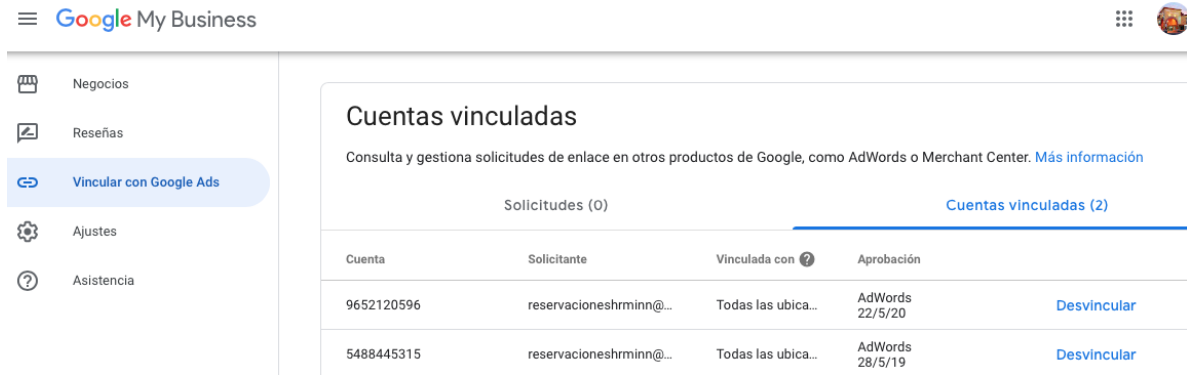 Google My Business
Negocios
Reseñas
Vincular con Google Ads
Ajustes
Asistencia
Cuentas vinculadas
Consulta y gestiona solicitudes de enlace en otros productos de Google, como AdWords o Merchant Center. Más información
Solicitudes (0) Cuentas vinculadas (2)
Cuenta Solicitante Vinculada con ? Aprobación
9652120596 reservacioneshrminn@... Todas las ubica... AdWords
22/5/20 Desvincular
5488445315 reservacioneshrminn@... Todas las ubica... AdWords
28/5/19 Desvincular